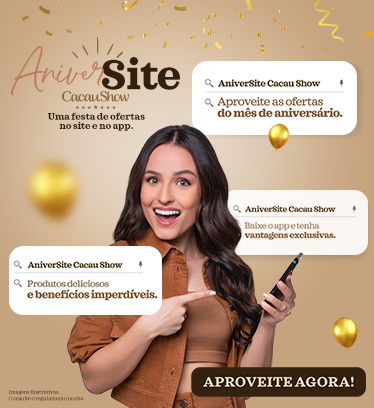 AniverSite
CacauShow
Uma festa de ofertas
no site e no app.
AniverSite Cacau Show
Aproveite as ofertas
do mês de aniversário.
AniverSite Cacau Show
Baixe o app e tenha
vantagens exclusivas.
AniverSite Cacau Show
Produtos deliciosos
e benefícios imperdíveis.
Imagens ilustrativas.
Consulte o regulamento no site.
APROVEITE AGORA!